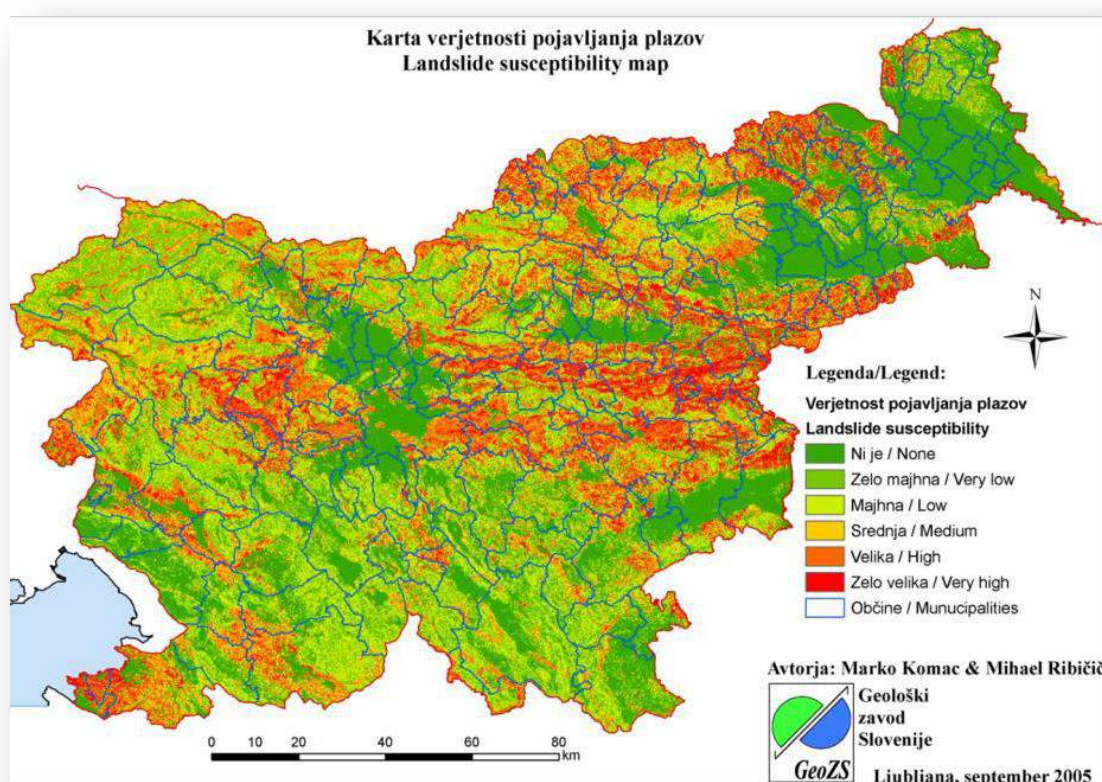 Karta verjetnosti pojavljanja plazov
Landslide susceptibility map
N
Legenda/Legend:
Verjetnost pojavljanja plazov
Landslide susceptibility
Ni je / None
Zelo majhna / Very low
Majhna / Low
Srednja / Medium
Velika / High
Zelo velika / Very high
Občine / Munucipalities
Avtorja: Marko Komac & Mihael Ribičič
Geološki
zavod
Slovenije
GeoZS
Ljubljana, september 2005
0 10 20 40 60 80
km